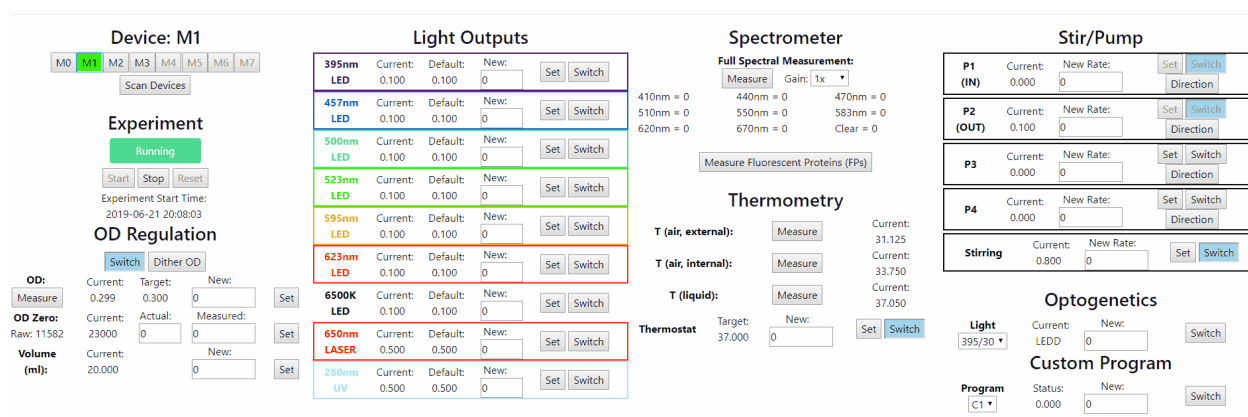 Device: M1
M0 M1 M2 M3 M4 M5 M6 M7
Scan Devices
Experiment
Running
Start Stop Reset
Experiment Start Time:
2019-06-21 20:08:03
OD Regulation
Switch Dither OD
OD: Current: Target: New:
Measure 0.299 0.300 0 Set
OD Zero: Current: Actual: Measured:
Raw: 11582 23000 0 0 Set
Volume Current: New:
(ml): 20.000 0 Set
Light Outputs
395nm Current: Default: New:
LED 0.100 0.100 0 Set Switch
457nm Current: Default: New:
LED 0.100 0.100 0 Set Switch
500nm Current: Default: New:
LED 0.100 0.100 0 Set Switch
523nm Current: Default: New:
LED 0.100 0.100 0 Set Switch
595nm Current: Default: New:
LED 0.100 0.100 0 Set Switch
623nm Current: Default: New:
LED 0.100 0.100 0 Set Switch
6500K Current: Default: New:
LED 0.100 0.100 0 Set Switch
650nm Current: Default: New:
LASER 0.500 0.500 0 Set Switch
280nm Current: Default: New:
UV 0.500 0.500 0 Set Switch
Spectrometer
Full Spectral Measurement:
Measure Gain: 1x
410nm = 0 440nm = 0 470nm = 0
510nm = 0 550nm = 0 583nm = 0
620nm = 0 670nm = 0 Clear = 0
Measure Fluorescent Proteins (FPs)
Thermometry
T (air, external): Measure Current:
31.125
T (air, internal): Measure Current:
33.750
T (liquid): Measure Current:
37.050
Thermostat Target: New:
37.000 0 Set Switch
Stir/Pump
P1 Current: New Rate: Set Switch
(IN) 0.000 0 Direction
P2 Current: New Rate: Set Switch
(OUT) 0.100 0 Direction
P3 Current: New Rate: Set Switch
0.000 0 Direction
P4 Current: New Rate: Set Switch
0.000 0 Direction
Stirring Current: New Rate:
0.800 0 Set Switch
Optogenetics
Light Current: New:
395/30 LEDD 0 Switch
Custom Program
Program Status: New:
C1 0.000 0 Switch